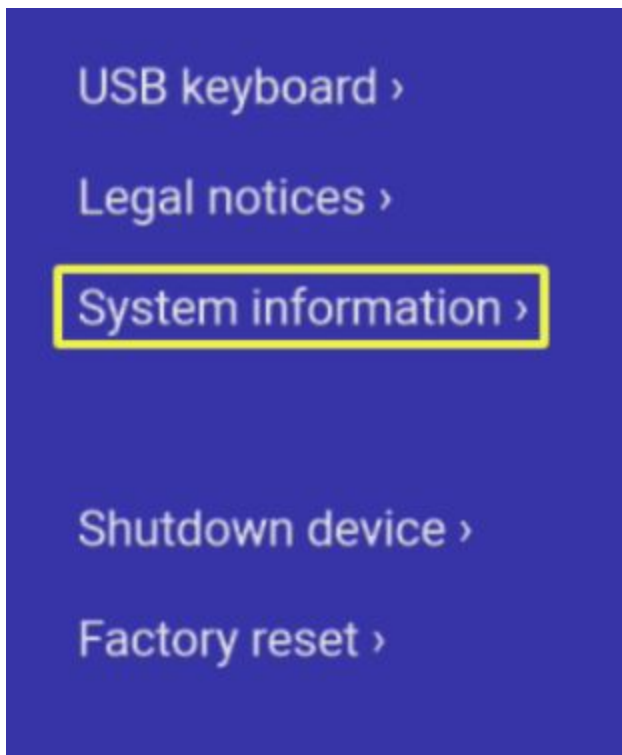 USB keyboard ›
Legal notices ›
System information ›
Shutdown device ›
Factory reset ›